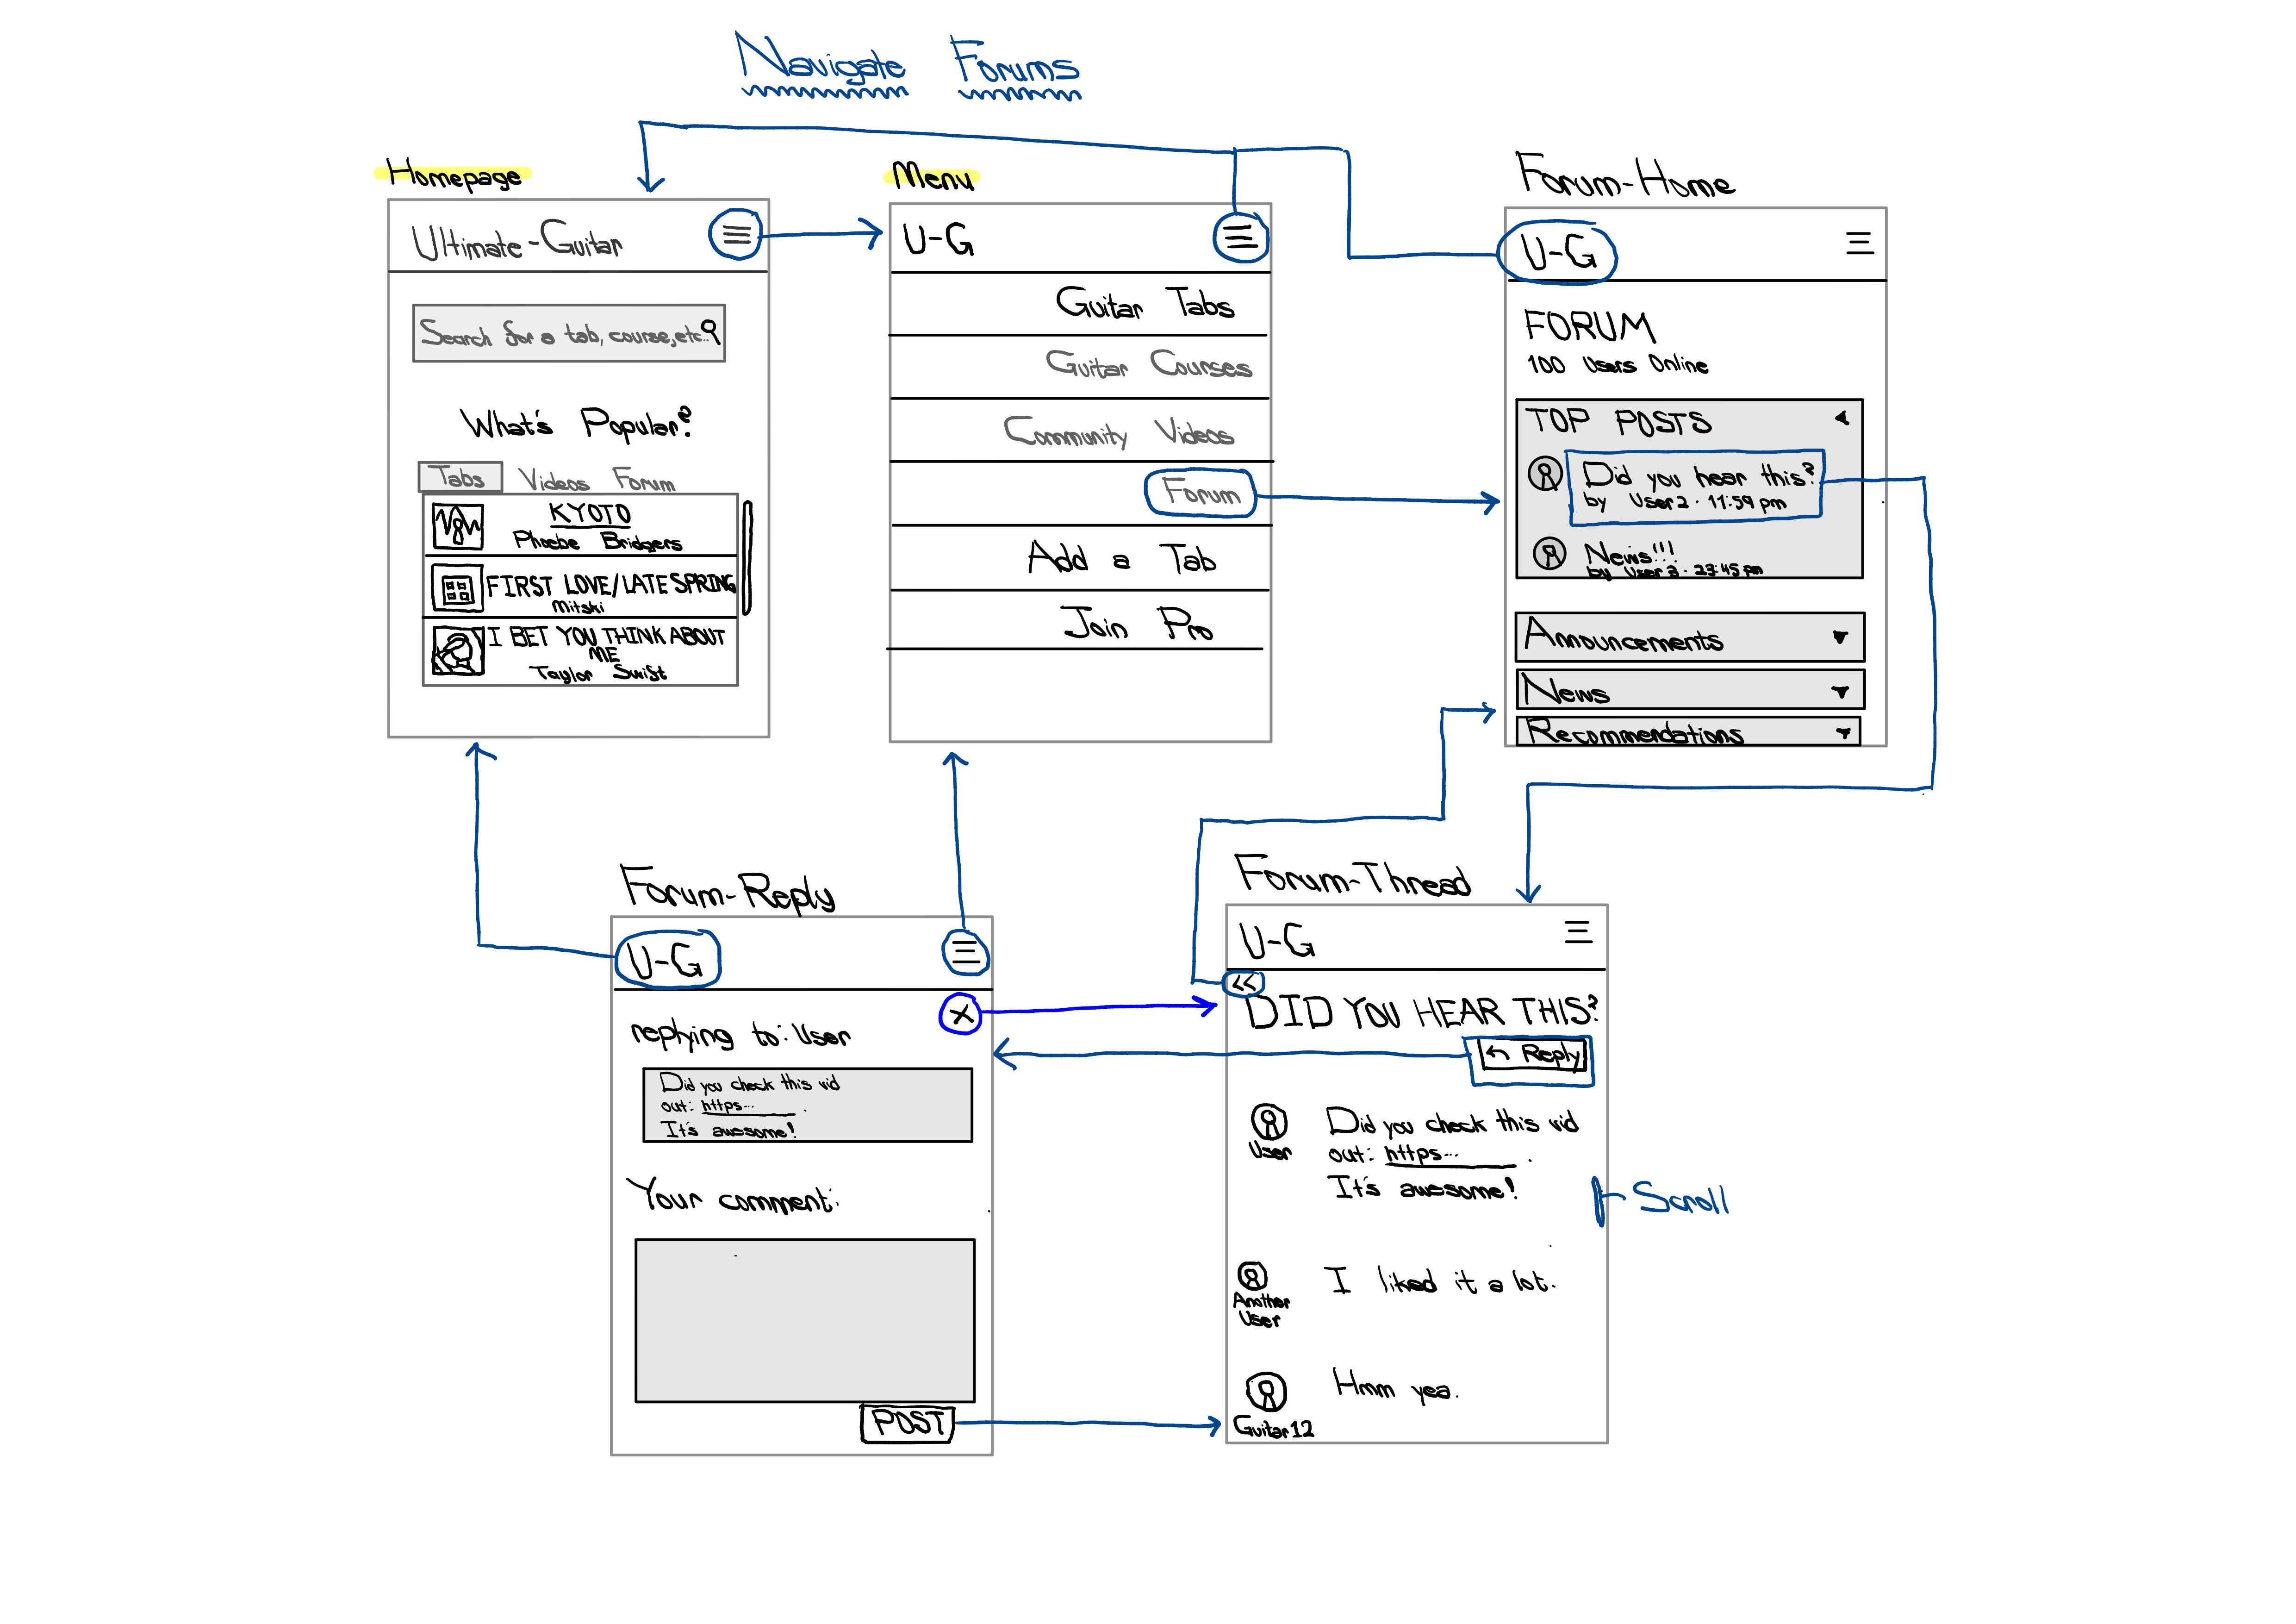 Navigate Forums
Homepage
Ultimate-Guitar
Search for a tab, course, etc..
What's Popular?
Tabs Videos Forum
KYOTO
Phoebe Bridgers
FIRST LOVE/LATE SPRING
Mitski
I BET YOU THINK ABOUT
ME
Taylor Swift
Menu
U-G
Guitar Tabs
Guitar Courses
Community Videos
Forum
Add a Tab
Join Pro
Forum-Home
U-G
FORUM
100 Users Online
TOP POSTS
Did you hear this?
by User2 · 11:59 pm
News!!!
by User3 · 23:45 pm
Announcements
News
Recommendations
Forum-Reply
U-G
X
replying to: User
Did you check this vid
out: https...
It's awesome!
Your comment:
POST
Forum-Thread
U-G
<<
DID YOU HEAR THIS?
Reply
User
Did you check this vid
out: https...
It's awesome!
Scroll
Another
User
I liked it a lot.
Guitar12
Hmm yea.